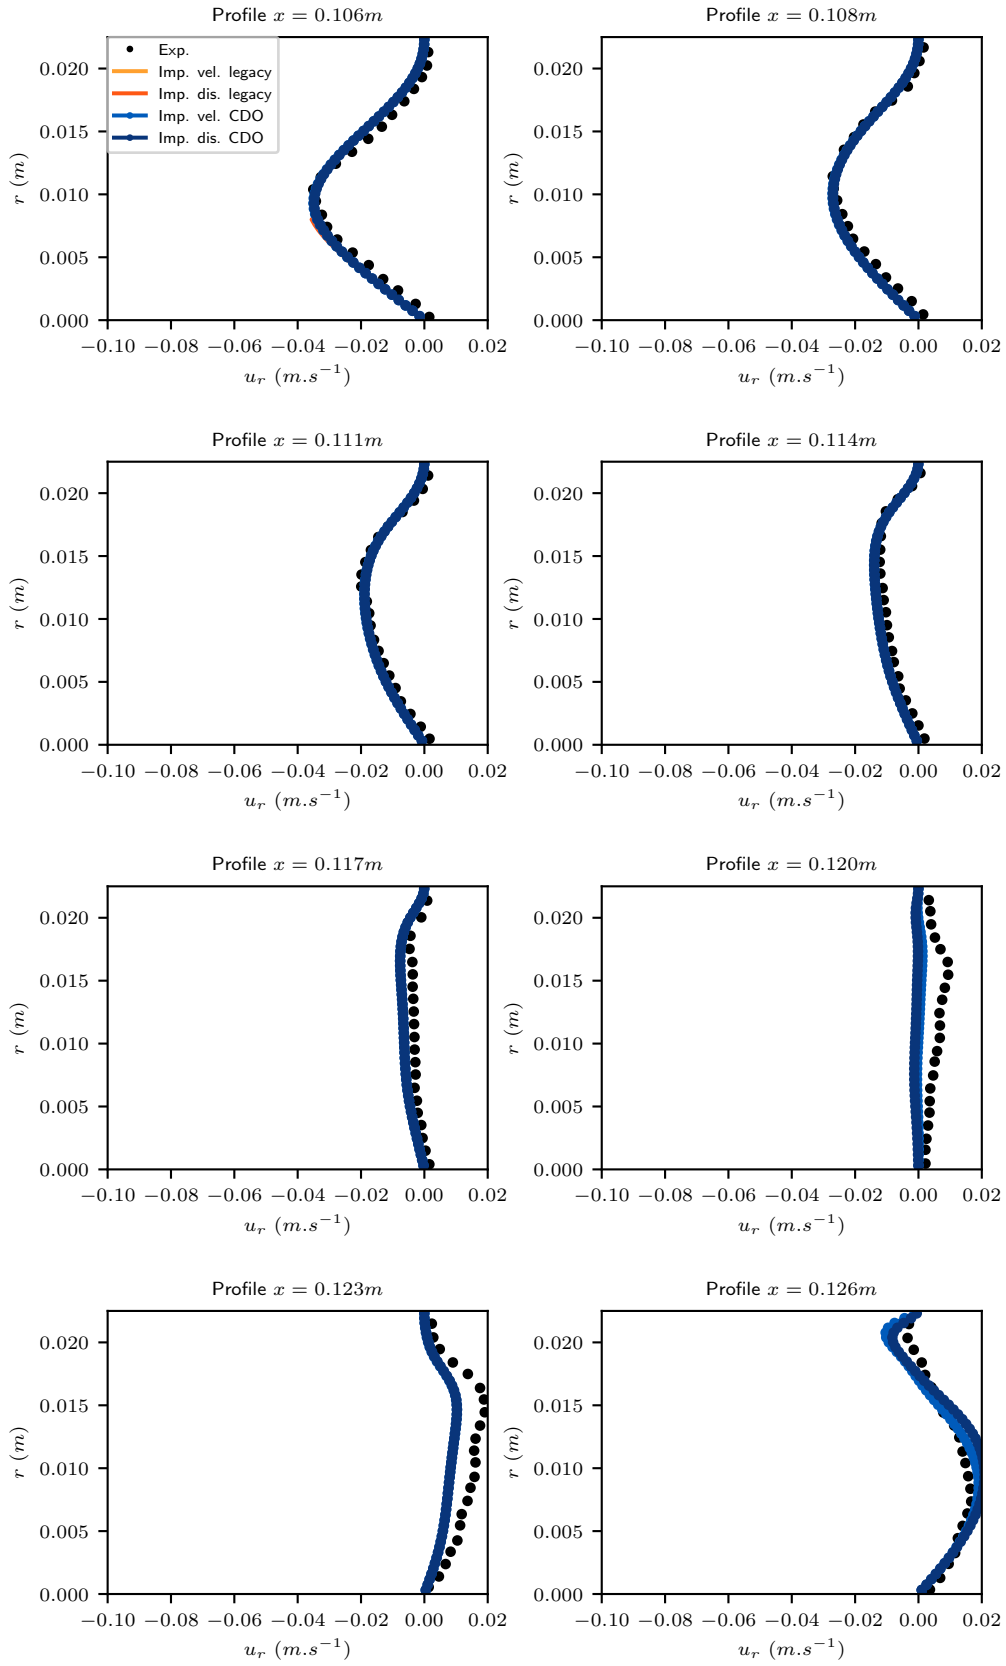 Profile x = 0.106m
Profile x = 0.108m
Exp.
Imp. vel. legacy
Imp. dis. legacy
Imp. vel. CDO
Imp. dis. CDO
0.020
0.015
0.010
0.005
0.000
r (m)
−0.10 −0.08 −0.06 −0.04 −0.02 0.00 0.02
u_r (m.s⁻¹)
0.020
0.015
0.010
0.005
0.000
r (m)
−0.10 −0.08 −0.06 −0.04 −0.02 0.00 0.02
u_r (m.s⁻¹)
Profile x = 0.111m
Profile x = 0.114m
0.020
0.015
0.010
0.005
0.000
r (m)
−0.10 −0.08 −0.06 −0.04 −0.02 0.00 0.02
u_r (m.s⁻¹)
0.020
0.015
0.010
0.005
0.000
r (m)
−0.10 −0.08 −0.06 −0.04 −0.02 0.00 0.02
u_r (m.s⁻¹)
Profile x = 0.117m
Profile x = 0.120m
0.020
0.015
0.010
0.005
0.000
r (m)
−0.10 −0.08 −0.06 −0.04 −0.02 0.00 0.02
u_r (m.s⁻¹)
0.020
0.015
0.010
0.005
0.000
r (m)
−0.10 −0.08 −0.06 −0.04 −0.02 0.00 0.02
u_r (m.s⁻¹)
Profile x = 0.123m
Profile x = 0.126m
0.020
0.015
0.010
0.005
0.000
r (m)
−0.10 −0.08 −0.06 −0.04 −0.02 0.00 0.02
u_r (m.s⁻¹)
0.020
0.015
0.010
0.005
0.000
r (m)
−0.10 −0.08 −0.06 −0.04 −0.02 0.00 0.02
u_r (m.s⁻¹)